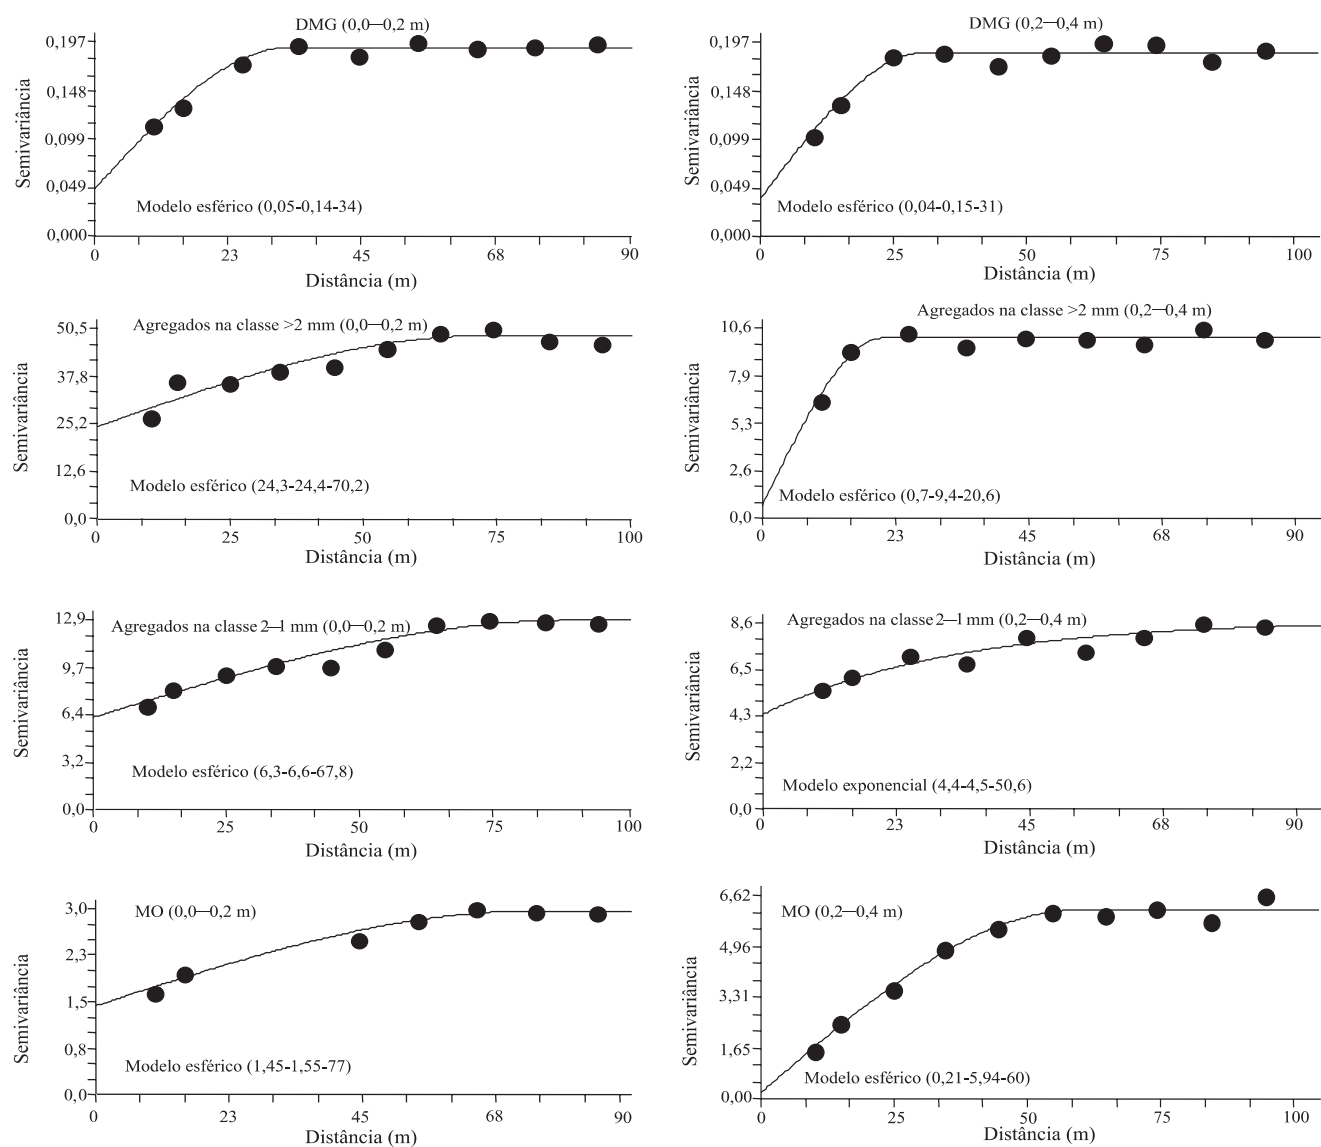 DMG (0,0—0,2 m)
Semivariância
0,197
0,148
0,099
0,049
0,000
Modelo esférico (0,05-0,14-34)
0 23 45 68 90
Distância (m)
DMG (0,2—0,4 m)
Semivariância
0,197
0,148
0,099
0,049
0,000
Modelo esférico (0,04-0,15-31)
0 25 50 75 100
Distância (m)
Agregados na classe >2 mm (0,0—0,2 m)
Semivariância
50,5
37,8
25,2
12,6
0,0
Modelo esférico (24,3-24,4-70,2)
0 25 50 75 100
Distância (m)
Agregados na classe >2 mm (0,2—0,4 m)
Semivariância
10,6
7,9
5,3
2,6
0,0
Modelo esférico (0,7-9,4-20,6)
0 23 45 68 90
Distância (m)
Agregados na classe 2—1 mm (0,0—0,2 m)
Semivariância
12,9
9,7
6,4
3,2
0,0
Modelo esférico (6,3-6,6-67,8)
0 25 50 75 100
Distância (m)
Agregados na classe 2—1 mm (0,2—0,4 m)
Semivariância
8,6
6,5
4,3
2,2
0,0
Modelo exponencial (4,4-4,5-50,6)
0 23 45 68 90
Distância (m)
MO (0,0—0,2 m)
Semivariância
3,0
2,3
1,5
0,8
0,0
Modelo esférico (1,45-1,55-77)
0 23 45 68 90
Distância (m)
MO (0,2—0,4 m)
Semivariância
6,62
4,96
3,31
1,65
0,00
Modelo esférico (0,21-5,94-60)
0 25 50 75 100
Distância (m)